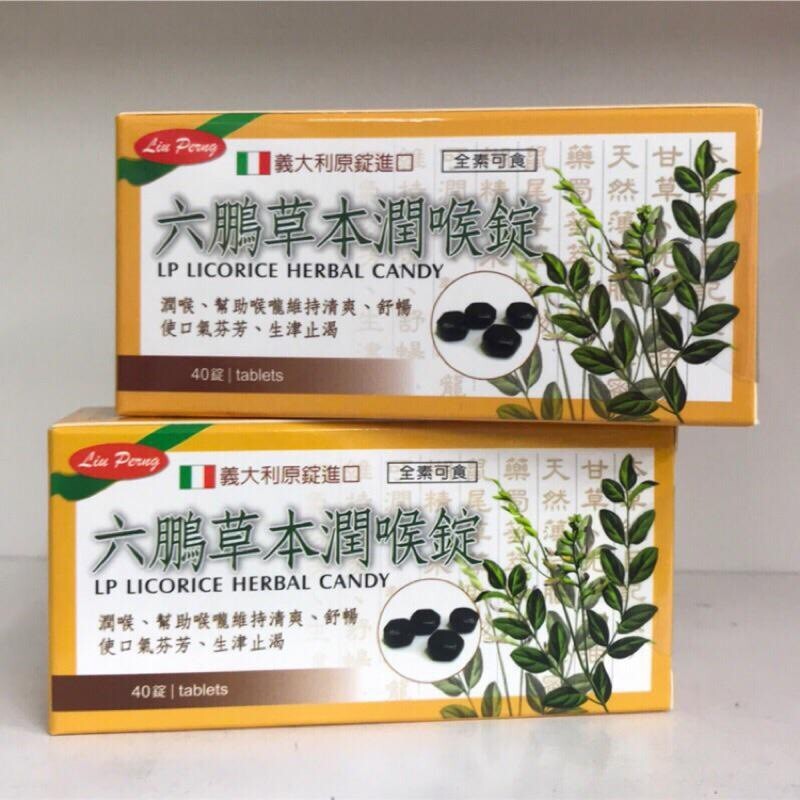 Liu Perng
義大利原錠進口
全素可食
六鵬草本潤喉錠
LP LICORICE HERBAL CANDY
潤喉、幫助喉嚨維持清爽、舒暢
使口氣芬芳、生津止渴
40錠 | tablets
Liu Perng
義大利原錠進口
全素可食
六鵬草本潤喉錠
LP LICORICE HERBAL CANDY
潤喉、幫助喉嚨維持清爽、舒暢
使口氣芬芳、生津止渴
40錠 | tablets